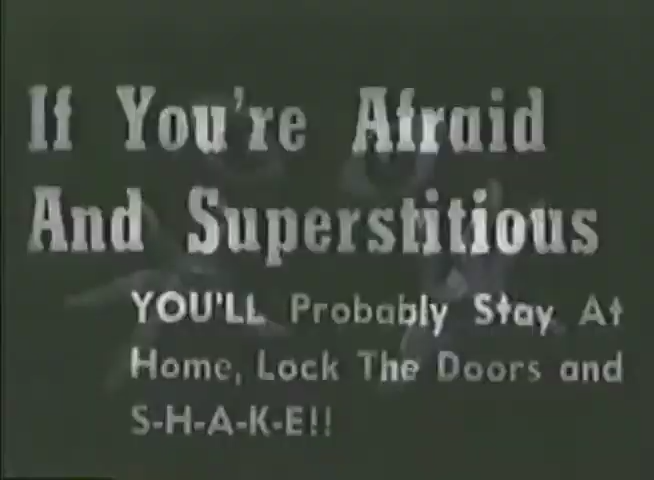 If You're Afraid
And Superstitious
YOU'LL Probably Stay At
Home, Lock The Doors and
S-H-A-K-E!!